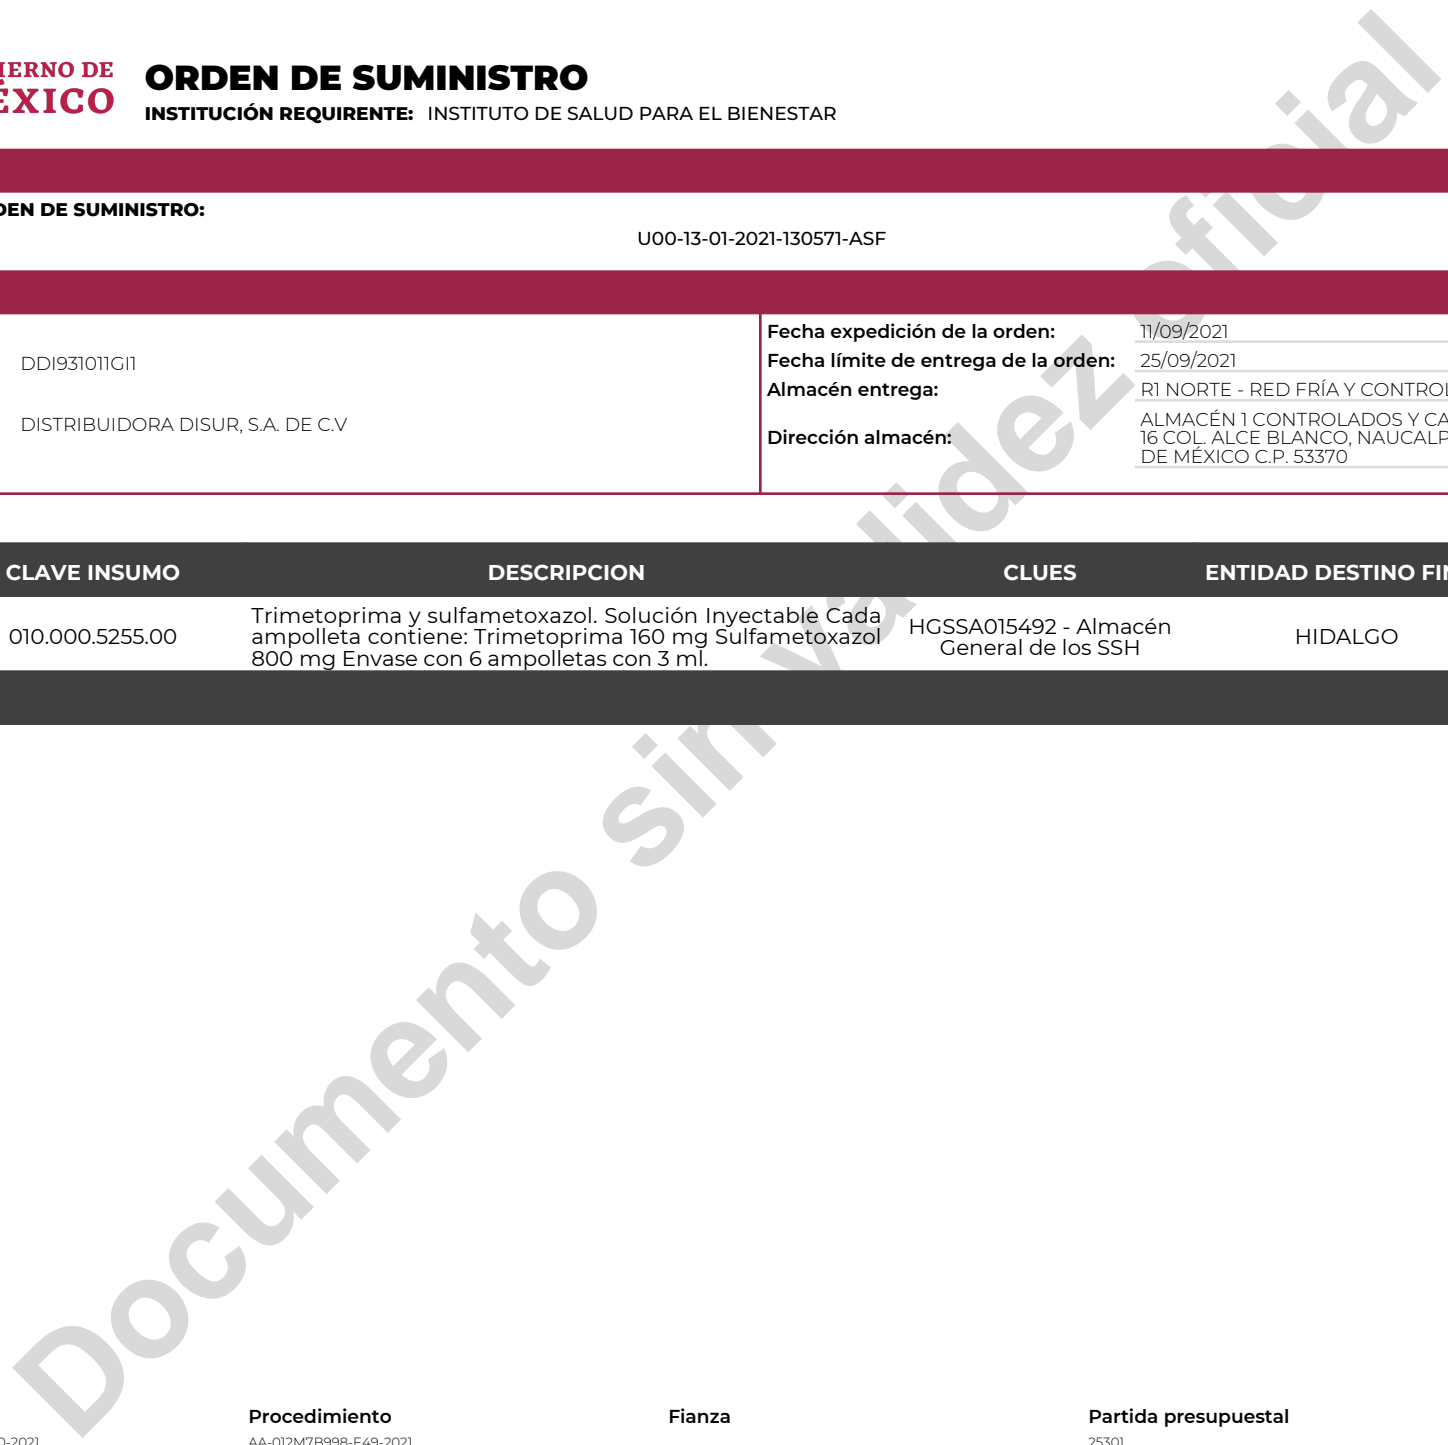 IERNO DE
ÉXICO
ORDEN DE SUMINISTRO
INSTITUCIÓN REQUIRENTE: INSTITUTO DE SALUD PARA EL BIENESTAR
DEN DE SUMINISTRO:
U00-13-01-2021-130571-ASF
DDI931011GI1
DISTRIBUIDORA DISUR, S.A. DE C.V
Fecha expedición de la orden: 11/09/2021
Fecha límite de entrega de la orden: 25/09/2021
Almacén entrega: R1 NORTE - RED FRÍA Y CONTROL
Dirección almacén: ALMACÉN 1 CONTROLADOS Y CA
16 COL. ALCE BLANCO, NAUCALP
DE MÉXICO C.P. 53370
CLAVE INSUMO DESCRIPCION CLUES ENTIDAD DESTINO FIN
010.000.5255.00
Trimetoprima y sulfametoxazol. Solución Inyectable Cada
ampolleta contiene: Trimetoprima 160 mg Sulfametoxazol
800 mg Envase con 6 ampolletas con 3 ml.
HGSSA015492 - Almacén
General de los SSH
HIDALGO
Documento sin validez oficial
Procedimiento Fianza Partida presupuestal
0-2021 AA-012M7B998-E49-2021 25301